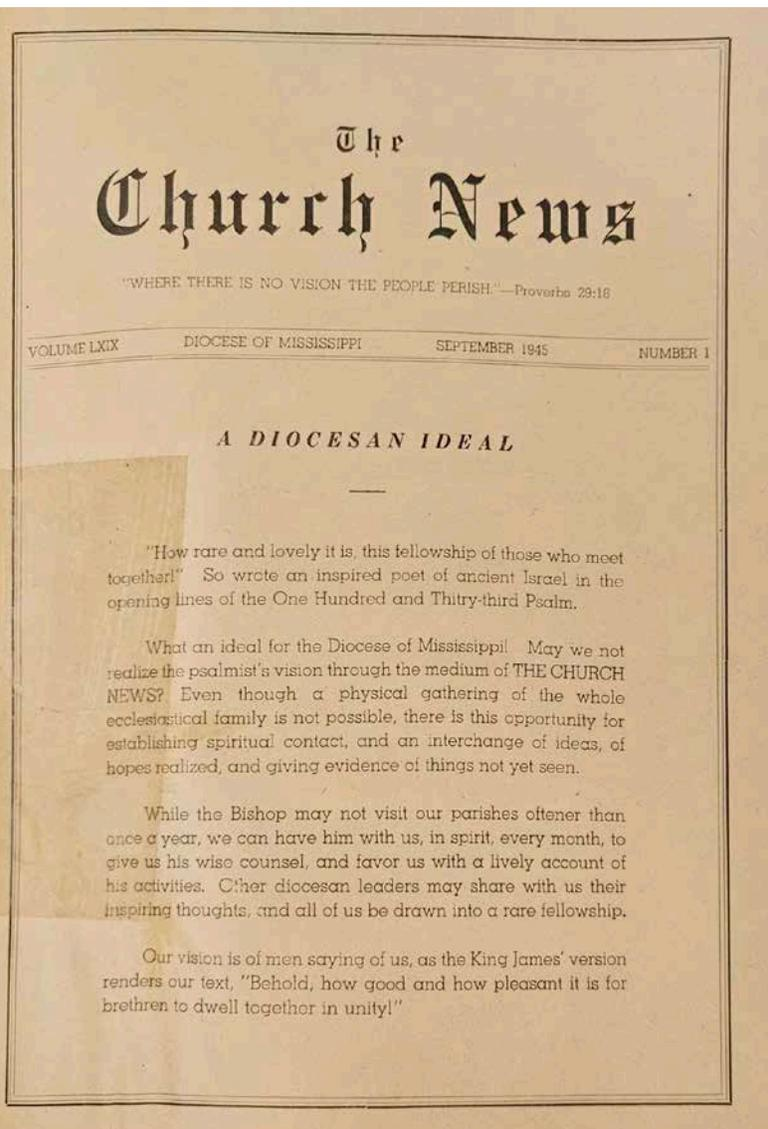 The
Church News
"WHERE THERE IS NO VISION THE PEOPLE PERISH."—Proverbs 29:18
VOLUME LXIX DIOCESE OF MISSISSIPPI SEPTEMBER 1945 NUMBER 1
A DIOCESAN IDEAL
"How rare and lovely it is, this fellowship of those who meet
together!" So wrote an inspired poet of ancient Israel in the
opening lines of the One Hundred and Thitry-third Psalm.
What an ideal for the Diocese of Mississippi! May we not
realize the psalmist's vision through the medium of THE CHURCH
NEWS? Even though a physical gathering of the whole
ecclesiastical family is not possible, there is this opportunity for
establishing spiritual contact, and an interchange of ideas, of
hopes realized, and giving evidence of things not yet seen.
While the Bishop may not visit our parishes oftener than
once a year, we can have him with us, in spirit, every month, to
give us his wise counsel, and favor us with a lively account of
his activities. Other diocesan leaders may share with us their
inspiring thoughts, and all of us be drawn into a rare fellowship.
Our vision is of men saying of us, as the King James' version
renders our text, "Behold, how good and how pleasant it is for
brethren to dwell together in unity!"